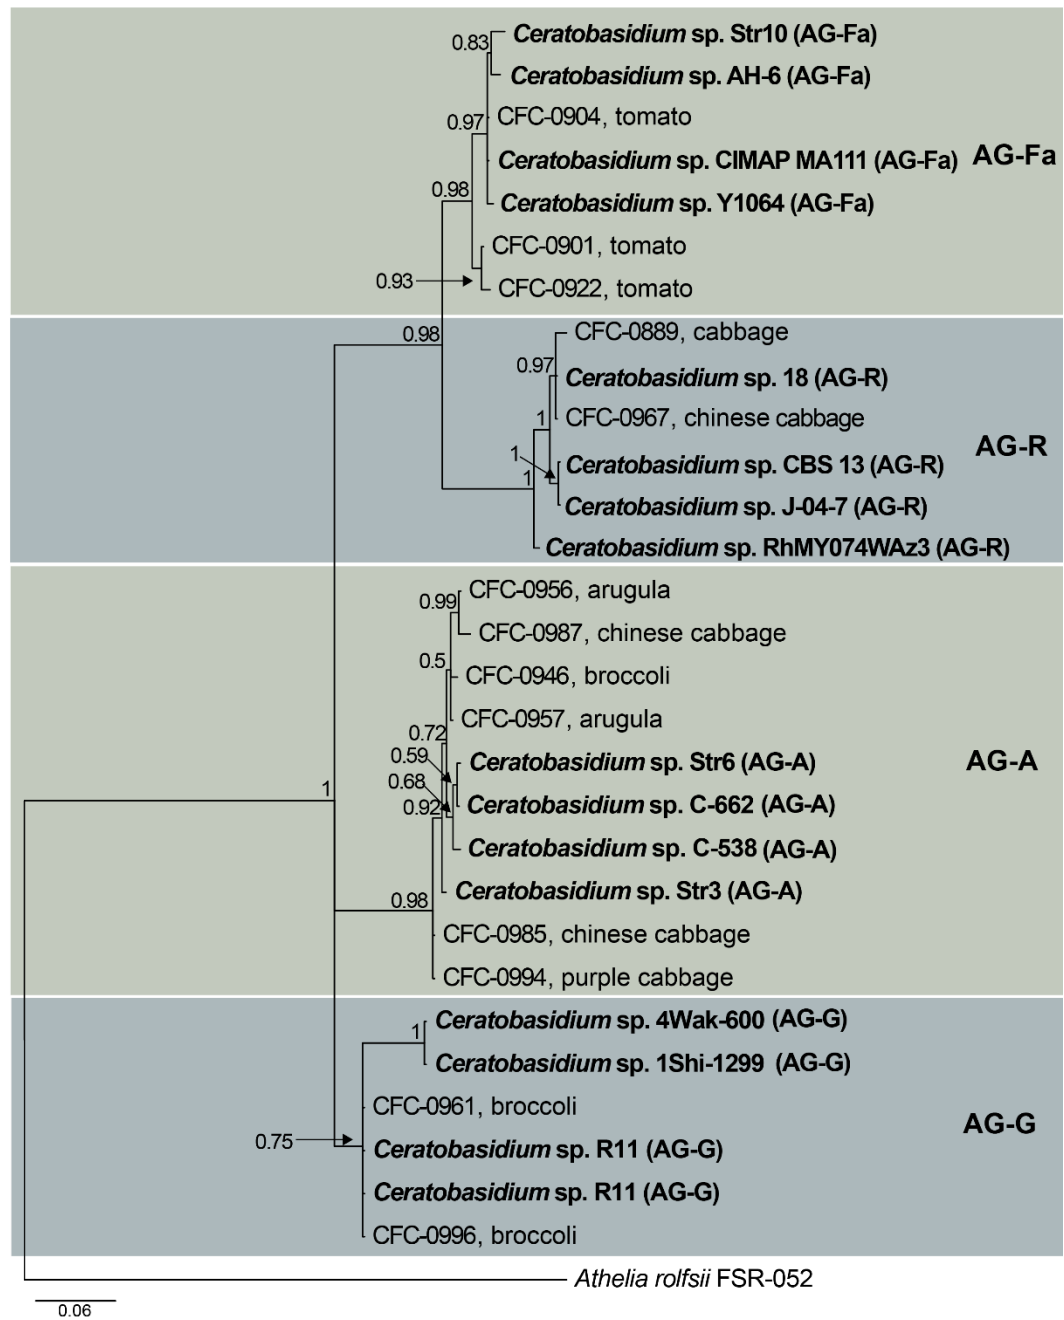 0.83
Ceratobasidium sp. Str10 (AG-Fa)
Ceratobasidium sp. AH-6 (AG-Fa)
CFC-0904, tomato
0.97
Ceratobasidium sp. CIMAP MA111 (AG-Fa)
AG-Fa
0.98
Ceratobasidium sp. Y1064 (AG-Fa)
CFC-0901, tomato
0.93
CFC-0922, tomato
0.98
CFC-0889, cabbage
0.97
Ceratobasidium sp. 18 (AG-R)
CFC-0967, chinese cabbage
1
AG-R
1
Ceratobasidium sp. CBS 13 (AG-R)
1
Ceratobasidium sp. J-04-7 (AG-R)
Ceratobasidium sp. RhMY074WAz3 (AG-R)
CFC-0956, arugula
0.99
CFC-0987, chinese cabbage
0.5
CFC-0946, broccoli
CFC-0957, arugula
0.72
0.59
Ceratobasidium sp. Str6 (AG-A)
AG-A
0.68
Ceratobasidium sp. C-662 (AG-A)
1
0.92
Ceratobasidium sp. C-538 (AG-A)
Ceratobasidium sp. Str3 (AG-A)
0.98
CFC-0985, chinese cabbage
CFC-0994, purple cabbage
Ceratobasidium sp. 4Wak-600 (AG-G)
1
Ceratobasidium sp. 1Shi-1299 (AG-G)
CFC-0961, broccoli
AG-G
0.75
Ceratobasidium sp. R11 (AG-G)
Ceratobasidium sp. R11 (AG-G)
CFC-0996, broccoli
Athelia rolfsii FSR-052
0.06